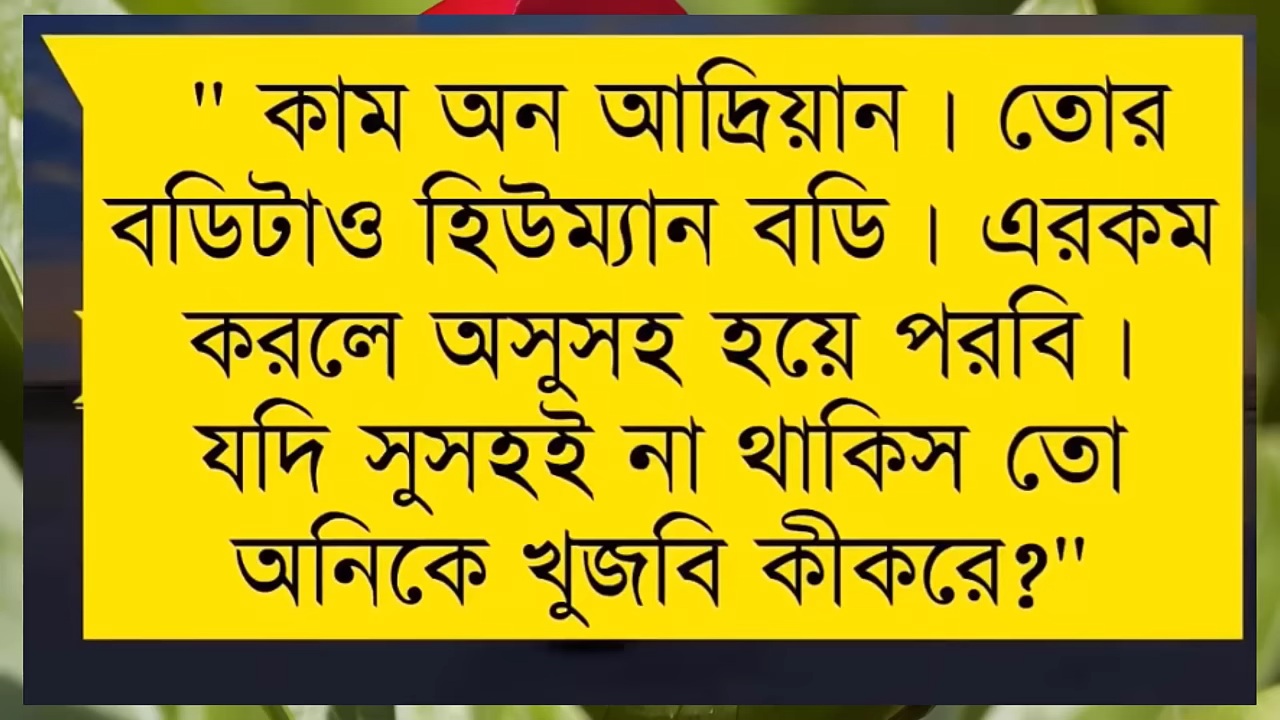 " কাম অন আদ্রিয়ান । তোর
বডিটাও হিউম্যান বডি । এরকম
করলে অসুসহ হয়ে পরবি ।
যদি সুসহই না থাকিস তো
অনিকে খুজবি কীকরে?"